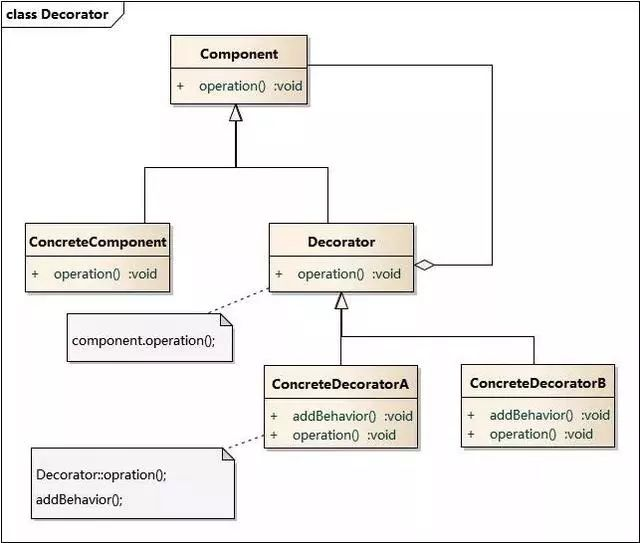 class Decorator
Component
+ operation() :void
ConcreteComponent
+ operation() :void
Decorator
+ operation() :void
component.operation();
ConcreteDecoratorA
+ addBehavior() :void
+ operation() :void
ConcreteDecoratorB
+ addBehavior() :void
+ operation() :void
Decorator::opration();
addBehavior();